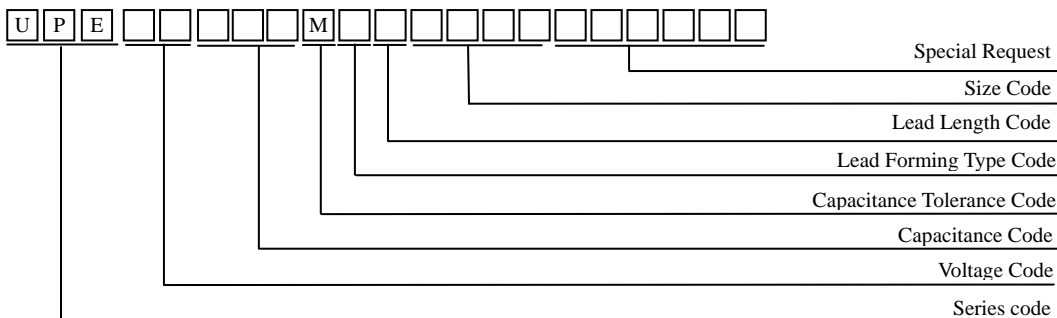 U P E M
Special Request
Size Code
Lead Length Code
Lead Forming Type Code
Capacitance Tolerance Code
Capacitance Code
Voltage Code
Series code